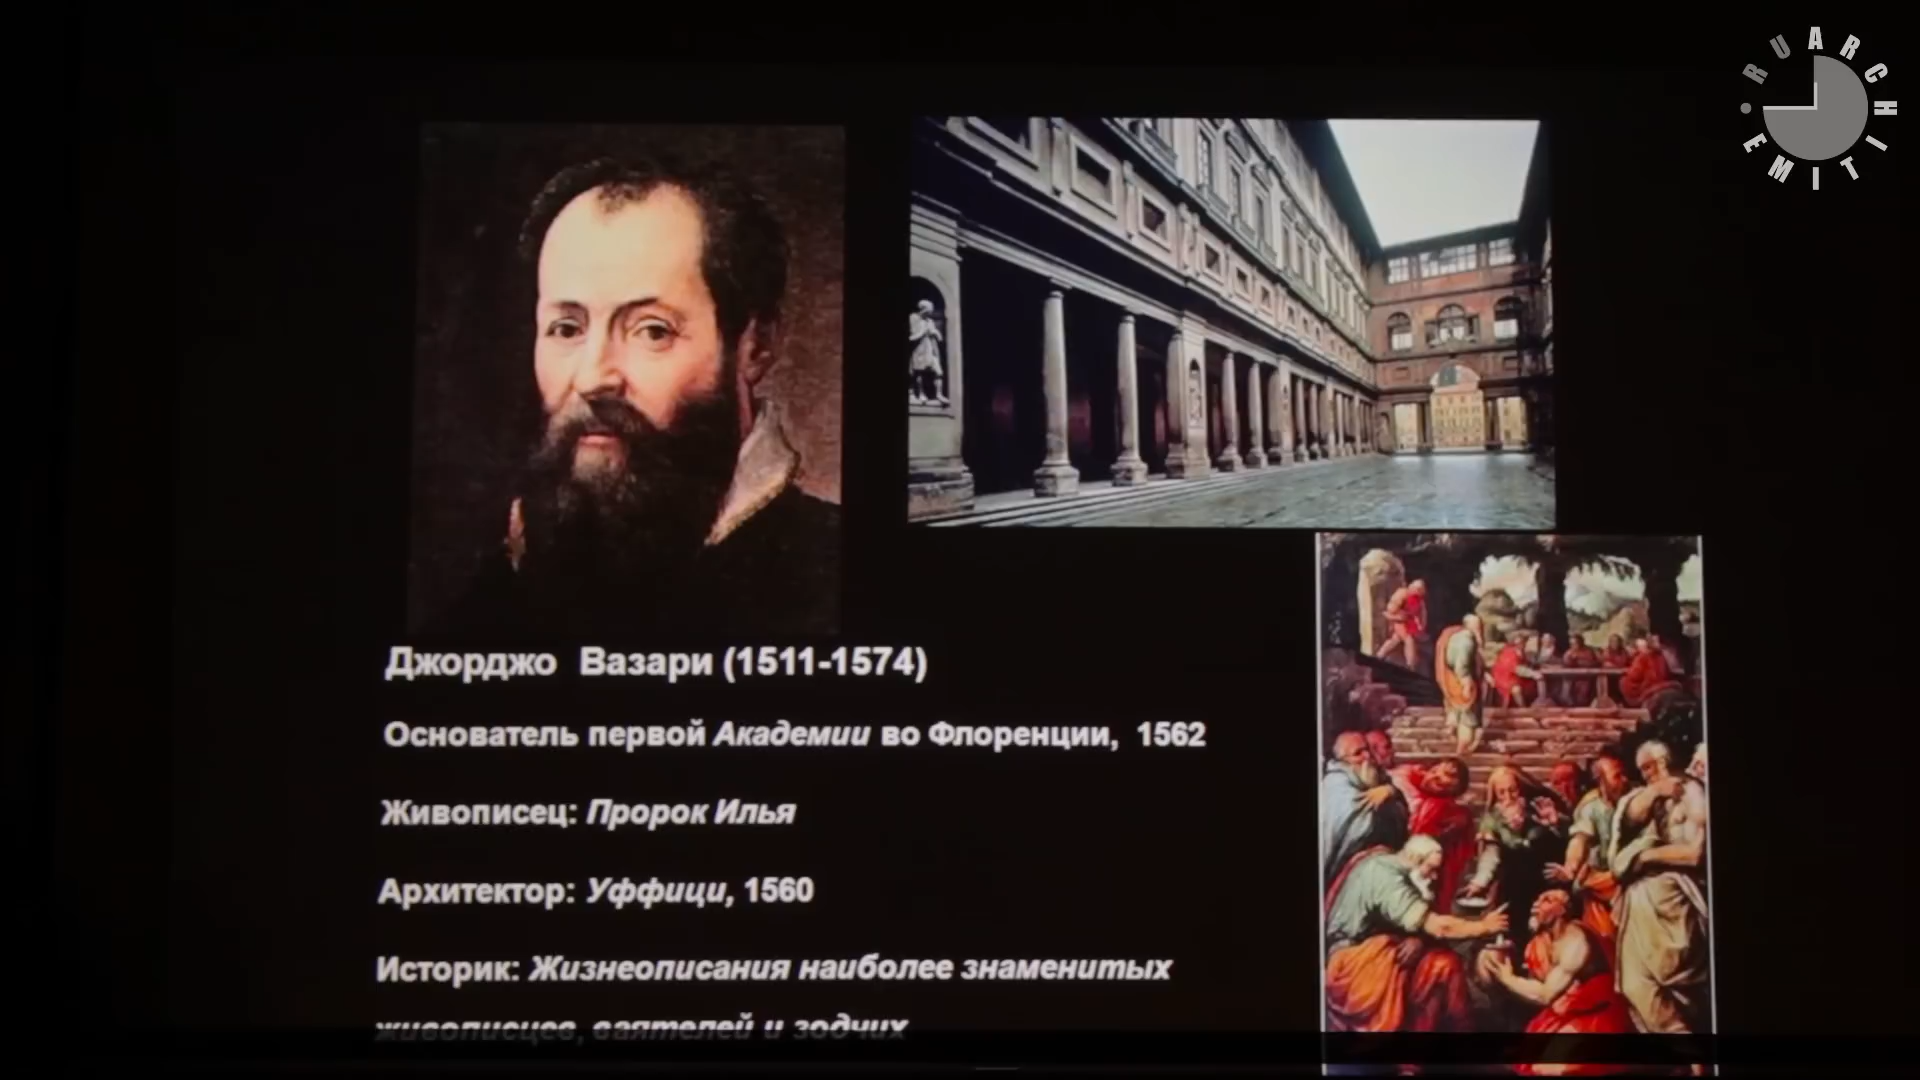 RUARCHITIME
Джорджо Вазари (1511-1574)
Основатель первой Академии во Флоренции, 1562
Живописец: Пророк Илья
Архитектор: Уффици, 1560
Историк: Жизнеописания наиболее знаменитых
живописцев, ваятелей и зодчих